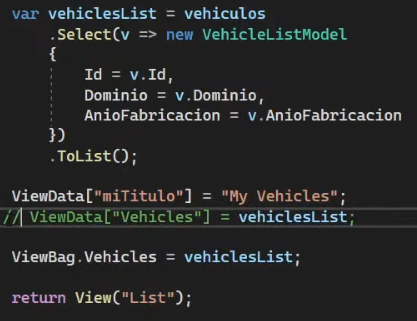 var vehiclesList = vehiculos
.Select(v => new VehicleListModel
{
Id = v.Id,
Dominio = v.Dominio,
AnioFabricacion = v.AnioFabricacion
})
.ToList();
ViewData["miTitulo"] = "My Vehicles";
// ViewData["Vehicles"] = vehiclesList;
ViewBag.Vehicles = vehiclesList;
return View("List");